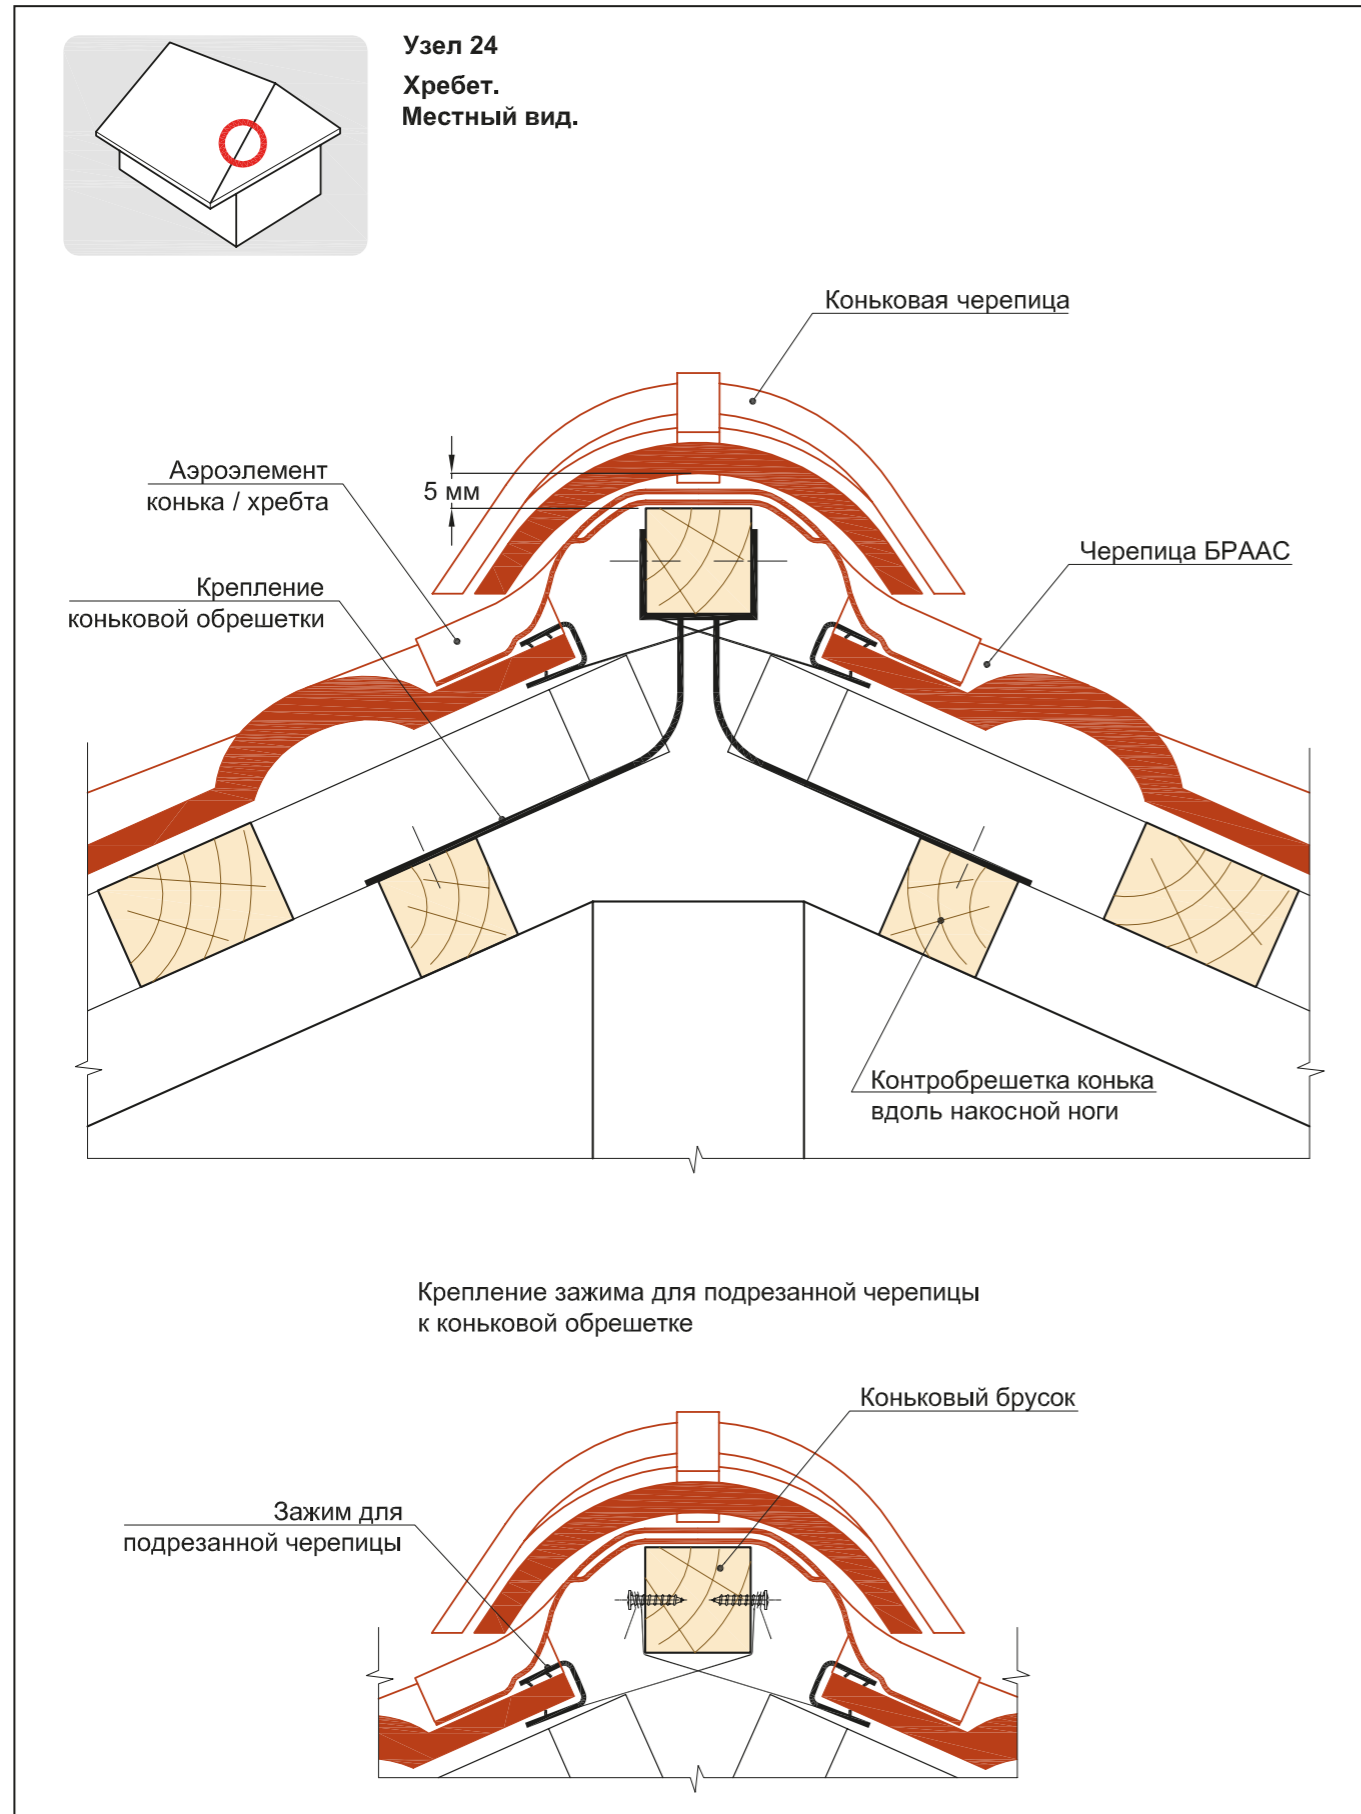 Узел 24
Хребет.
Местный вид.
Коньковая черепица
Аэроэлемент
конька / хребта
5 мм
Черепица БРААС
Крепление
коньковой обрешетки
Контробрешетка конька
вдоль накосной ноги
Крепление зажима для подрезанной черепицы
к коньковой обрешетке
Коньковый брусок
Зажим для
подрезанной черепицы